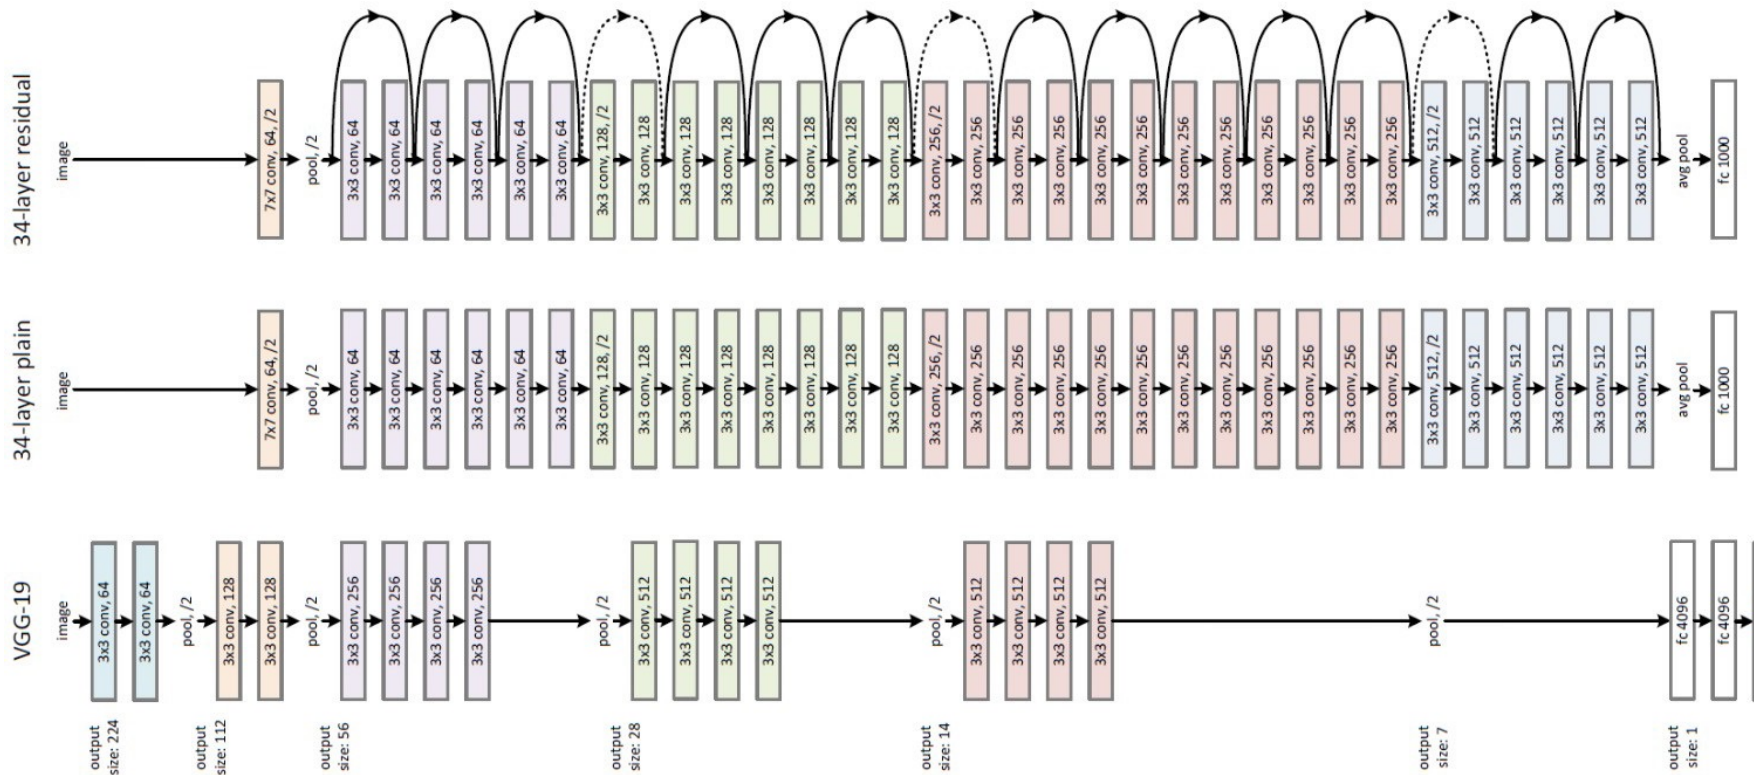 34-layer residual
image
7x7 conv, 64, /2
pool, /2
3x3 conv, 64
3x3 conv, 64
3x3 conv, 64
3x3 conv, 64
3x3 conv, 64
3x3 conv, 64
3x3 conv, 128, /2
3x3 conv, 128
3x3 conv, 128
3x3 conv, 128
3x3 conv, 128
3x3 conv, 128
3x3 conv, 128
3x3 conv, 128
3x3 conv, 256, /2
3x3 conv, 256
3x3 conv, 256
3x3 conv, 256
3x3 conv, 256
3x3 conv, 256
3x3 conv, 256
3x3 conv, 256
3x3 conv, 256
3x3 conv, 256
3x3 conv, 256
3x3 conv, 256
3x3 conv, 512, /2
3x3 conv, 512
3x3 conv, 512
3x3 conv, 512
3x3 conv, 512
3x3 conv, 512
avg pool
fc 1000
34-layer plain
image
7x7 conv, 64, /2
pool, /2
3x3 conv, 64
3x3 conv, 64
3x3 conv, 64
3x3 conv, 64
3x3 conv, 64
3x3 conv, 64
3x3 conv, 128, /2
3x3 conv, 128
3x3 conv, 128
3x3 conv, 128
3x3 conv, 128
3x3 conv, 128
3x3 conv, 128
3x3 conv, 128
3x3 conv, 256, /2
3x3 conv, 256
3x3 conv, 256
3x3 conv, 256
3x3 conv, 256
3x3 conv, 256
3x3 conv, 256
3x3 conv, 256
3x3 conv, 256
3x3 conv, 256
3x3 conv, 256
3x3 conv, 256
3x3 conv, 512, /2
3x3 conv, 512
3x3 conv, 512
3x3 conv, 512
3x3 conv, 512
3x3 conv, 512
avg pool
fc 1000
VGG-19
image
3x3 conv, 64
3x3 conv, 64
pool, /2
3x3 conv, 128
3x3 conv, 128
pool, /2
3x3 conv, 256
3x3 conv, 256
3x3 conv, 256
3x3 conv, 256
pool, /2
3x3 conv, 512
3x3 conv, 512
3x3 conv, 512
3x3 conv, 512
pool, /2
3x3 conv, 512
3x3 conv, 512
3x3 conv, 512
3x3 conv, 512
pool, /2
fc 4096
fc 4096
output
size: 224
output
size: 112
output
size: 56
output
size: 28
output
size: 14
output
size: 7
output
size: 1